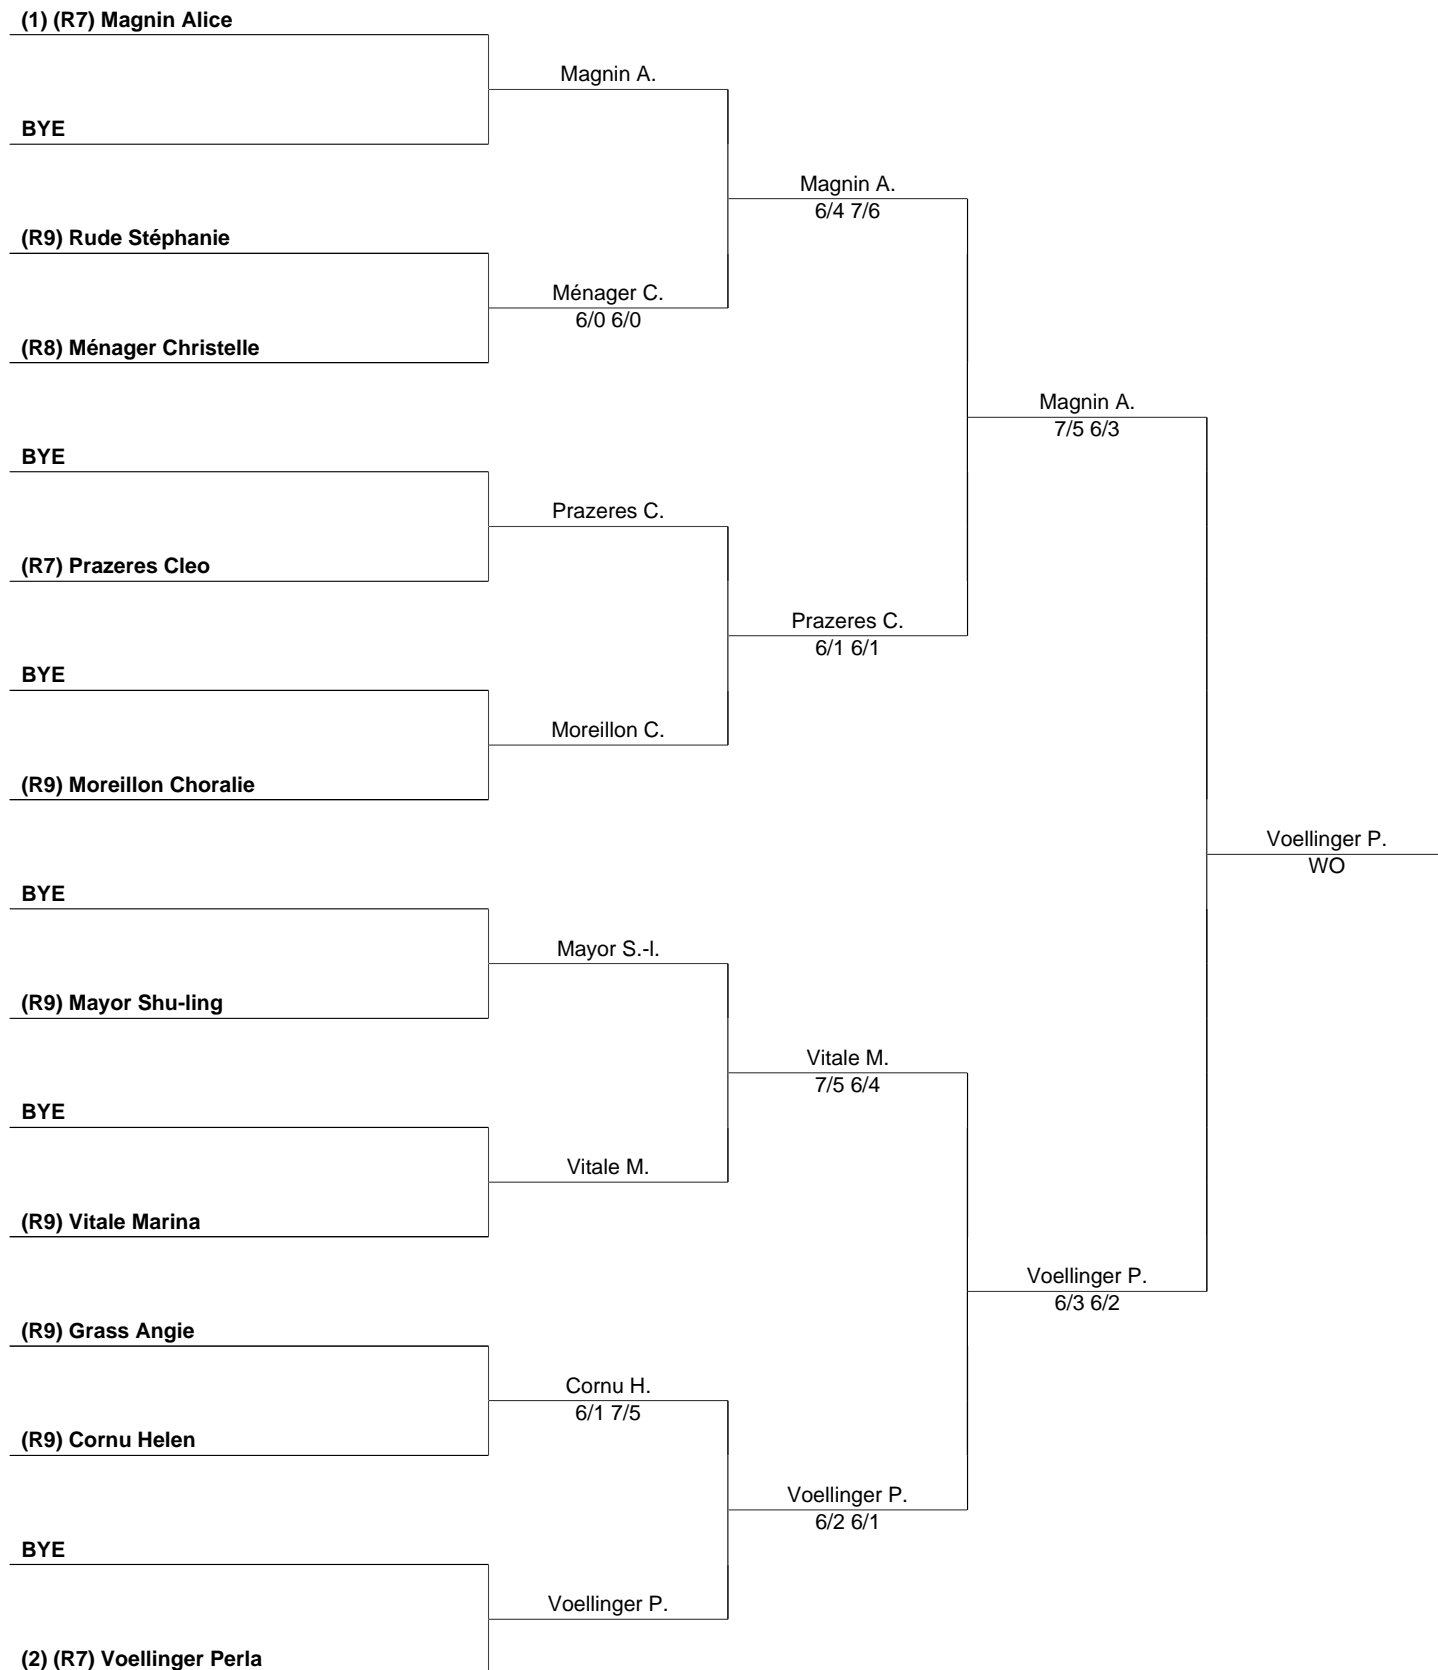 (1) (R7) Magnin Alice
Magnin A.
BYE
Magnin A.
6/4 7/6
(R9) Rude Stéphanie
Ménager C.
6/0 6/0
(R8) Ménager Christelle
Magnin A.
7/5 6/3
BYE
Prazeres C.
(R7) Prazeres Cleo
Prazeres C.
6/1 6/1
BYE
Moreillon C.
(R9) Moreillon Choralie
Voellinger P.
WO
BYE
Mayor S.-l.
(R9) Mayor Shu-ling
Vitale M.
7/5 6/4
BYE
Vitale M.
(R9) Vitale Marina
Voellinger P.
6/3 6/2
(R9) Grass Angie
Cornu H.
6/1 7/5
(R9) Cornu Helen
Voellinger P.
6/2 6/1
BYE
Voellinger P.
(2) (R7) Voellinger Perla